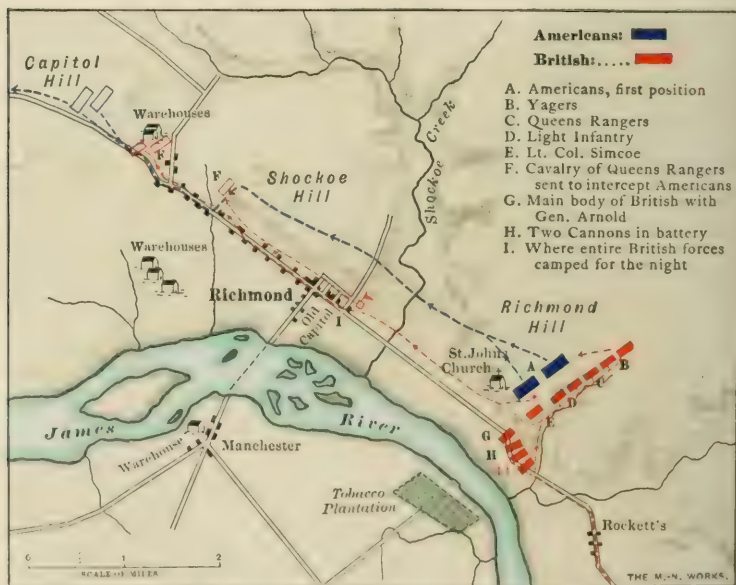 Americans:
British:.....
A. Americans, first position
B. Yagers
C. Queens Rangers
D. Light Infantry
E. Lt. Col. Simcoe
F. Cavalry of Queens Rangers
sent to intercept Americans
G. Main body of British with
Gen. Arnold
H. Two Cannons in battery
I. Where entire British forces
camped for the night
Capitol
Hill
Warehouses
F
F
Shockoe
Hill
Shockoe Creek
Warehouses
Richmond
Old Capitol
I
Richmond
Hill
St. John's
Church
A
B
C
D
E
G
H
James
River
Warehouse
Manchester
Tobacco
Plantation
Rockett's
0 1 2
SCALE OF MILES
THE M.-N. WORKS.